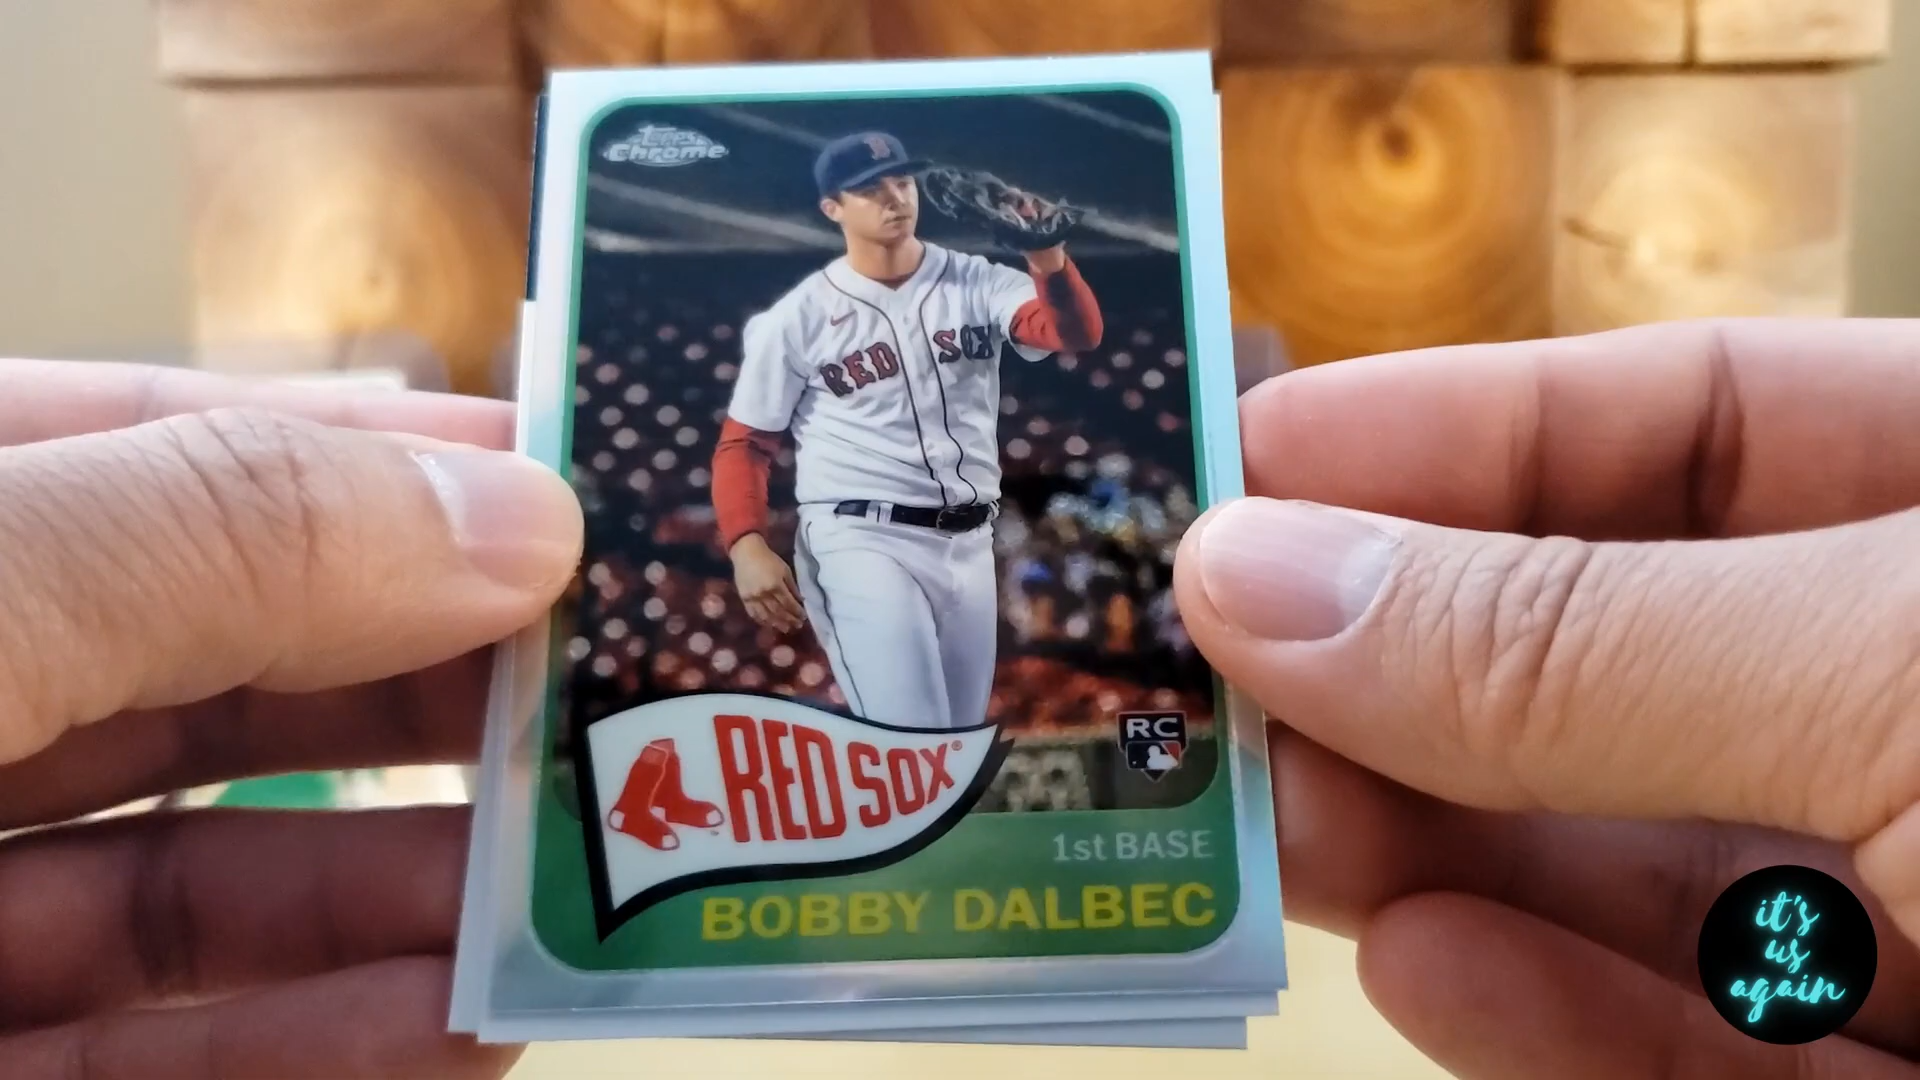 Topps
Chrome
B
RED SOX
RED SOX®
RC
1st BASE
BOBBY DALBEC
it's
us
again